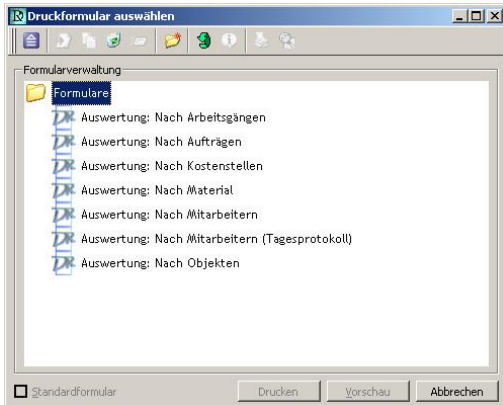 Druckformular auswählen
Formularverwaltung
Formulare
Auswertung: Nach Arbeitsgängen
Auswertung: Nach Aufträgen
Auswertung: Nach Kostenstellen
Auswertung: Nach Material
Auswertung: Nach Mitarbeitern
Auswertung: Nach Mitarbeitern (Tagesprotokoll)
Auswertung: Nach Objekten
Standardformular Drucken Vorschau Abbrechen